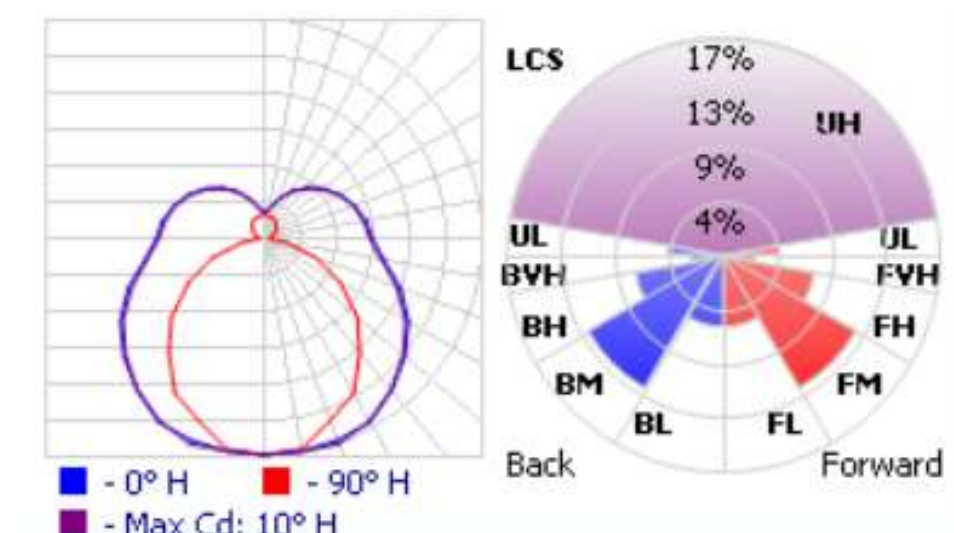 - 0° H
- 90° H
- Max Cd: 10° H
LCS
17%
13%
UH
9%
4%
UL
UL
BVH
FVH
BH
FH
BM
FM
BL
FL
Back
Forward